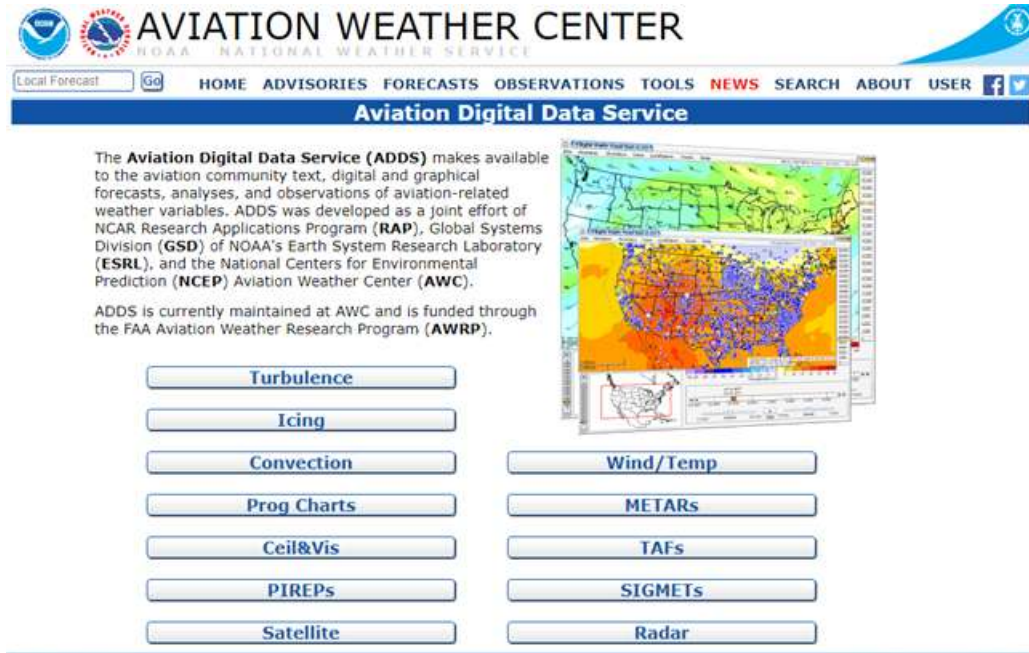 AVIATION WEATHER CENTER
NOAA NATIONAL WEATHER SERVICE
Local Forecast Go HOME ADVISORIES FORECASTS OBSERVATIONS TOOLS NEWS SEARCH ABOUT USER
Aviation Digital Data Service
The Aviation Digital Data Service (ADDS) makes available
to the aviation community text, digital and graphical
forecasts, analyses, and observations of aviation-related
weather variables. ADDS was developed as a joint effort of
NCAR Research Applications Program (RAP), Global Systems
Division (GSD) of NOAA's Earth System Research Laboratory
(ESRL), and the National Centers for Environmental
Prediction (NCEP) Aviation Weather Center (AWC).
ADDS is currently maintained at AWC and is funded through
the FAA Aviation Weather Research Program (AWRP).
Turbulence
Icing
Convection Wind/Temp
Prog Charts METARs
Ceil&Vis TAFs
PIREPs SIGMETs
Satellite Radar